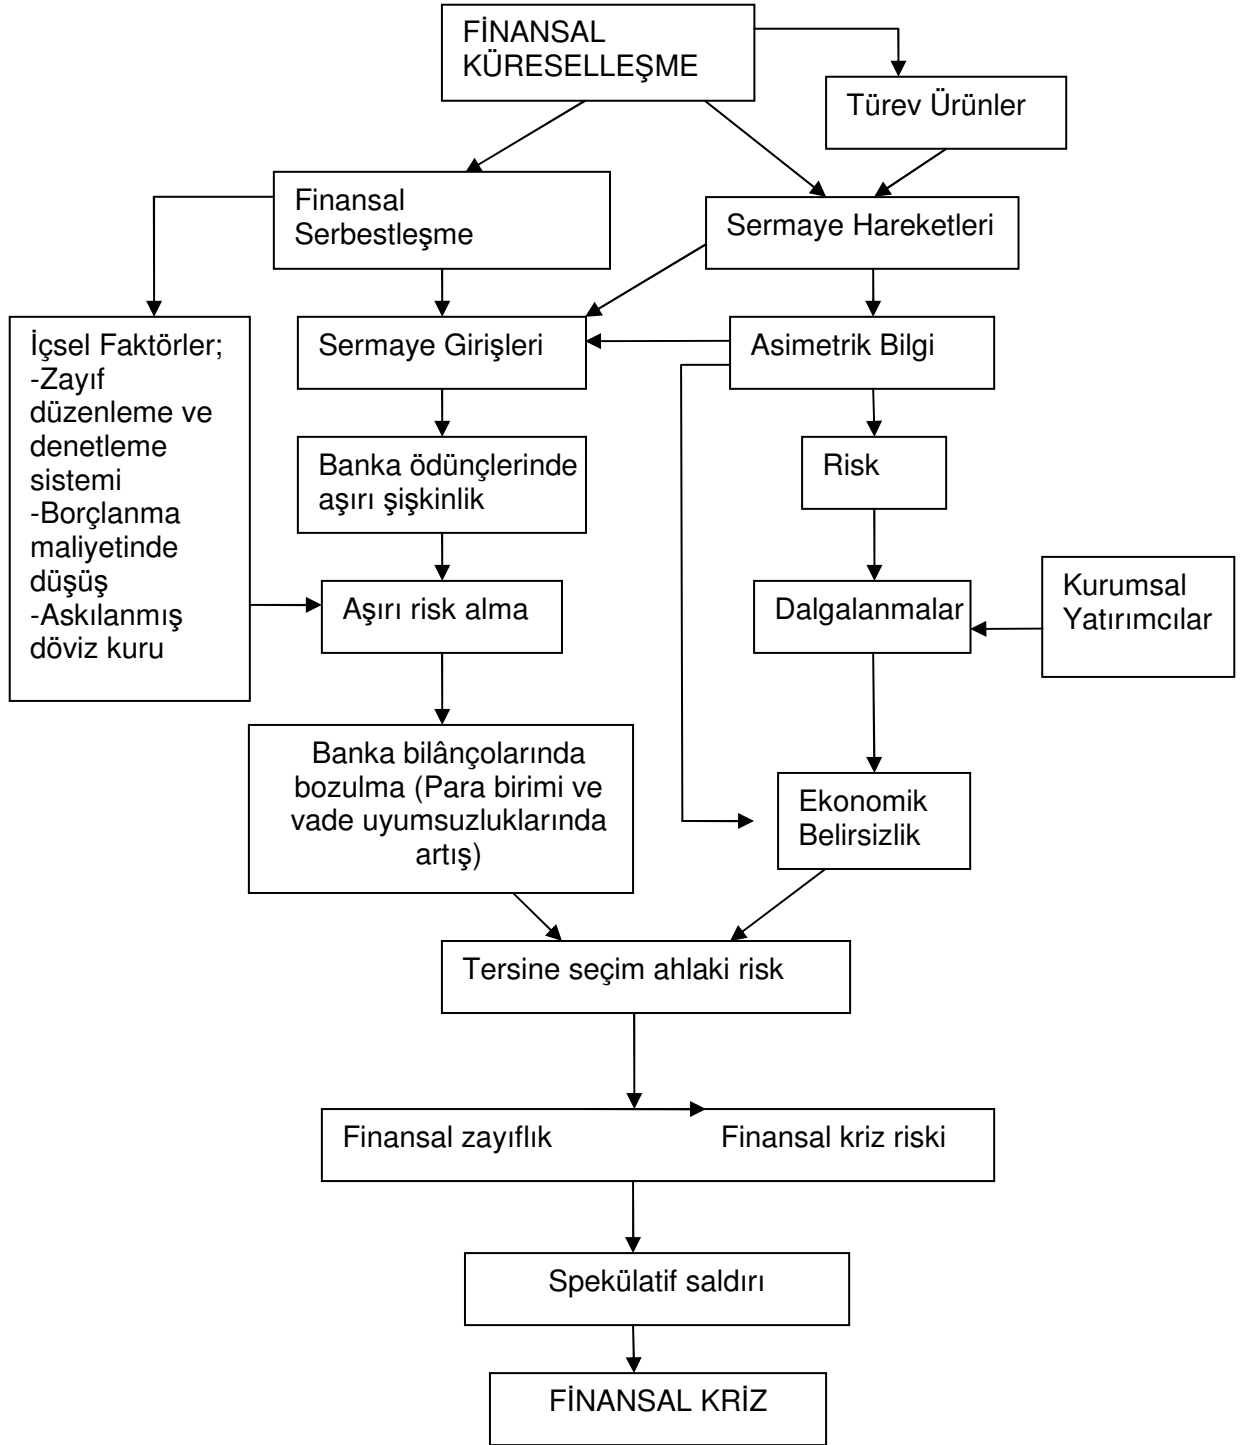 FİNANSAL
KÜRESELLEŞME
Türev Ürünler
Finansal
Serbestleşme
Sermaye Hareketleri
İçsel Faktörler;
-Zayıf
düzenleme ve
denetleme
sistemi
-Borçlanma
maliyetinde
düşüş
-Askılanmış
döviz kuru
Sermaye Girişleri
Asimetrik Bilgi
Banka ödünçlerinde
aşırı şişkinlik
Risk
Aşırı risk alma
Dalgalanmalar
Kurumsal
Yatırımcılar
Banka bilânçolarında
bozulma (Para birimi ve
vade uyumsuzluklarında
artış)
Ekonomik
Belirsizlik
Tersine seçim ahlaki risk
Finansal zayıflık
Finansal kriz riski
Spekülatif saldırı
FİNANSAL KRİZ